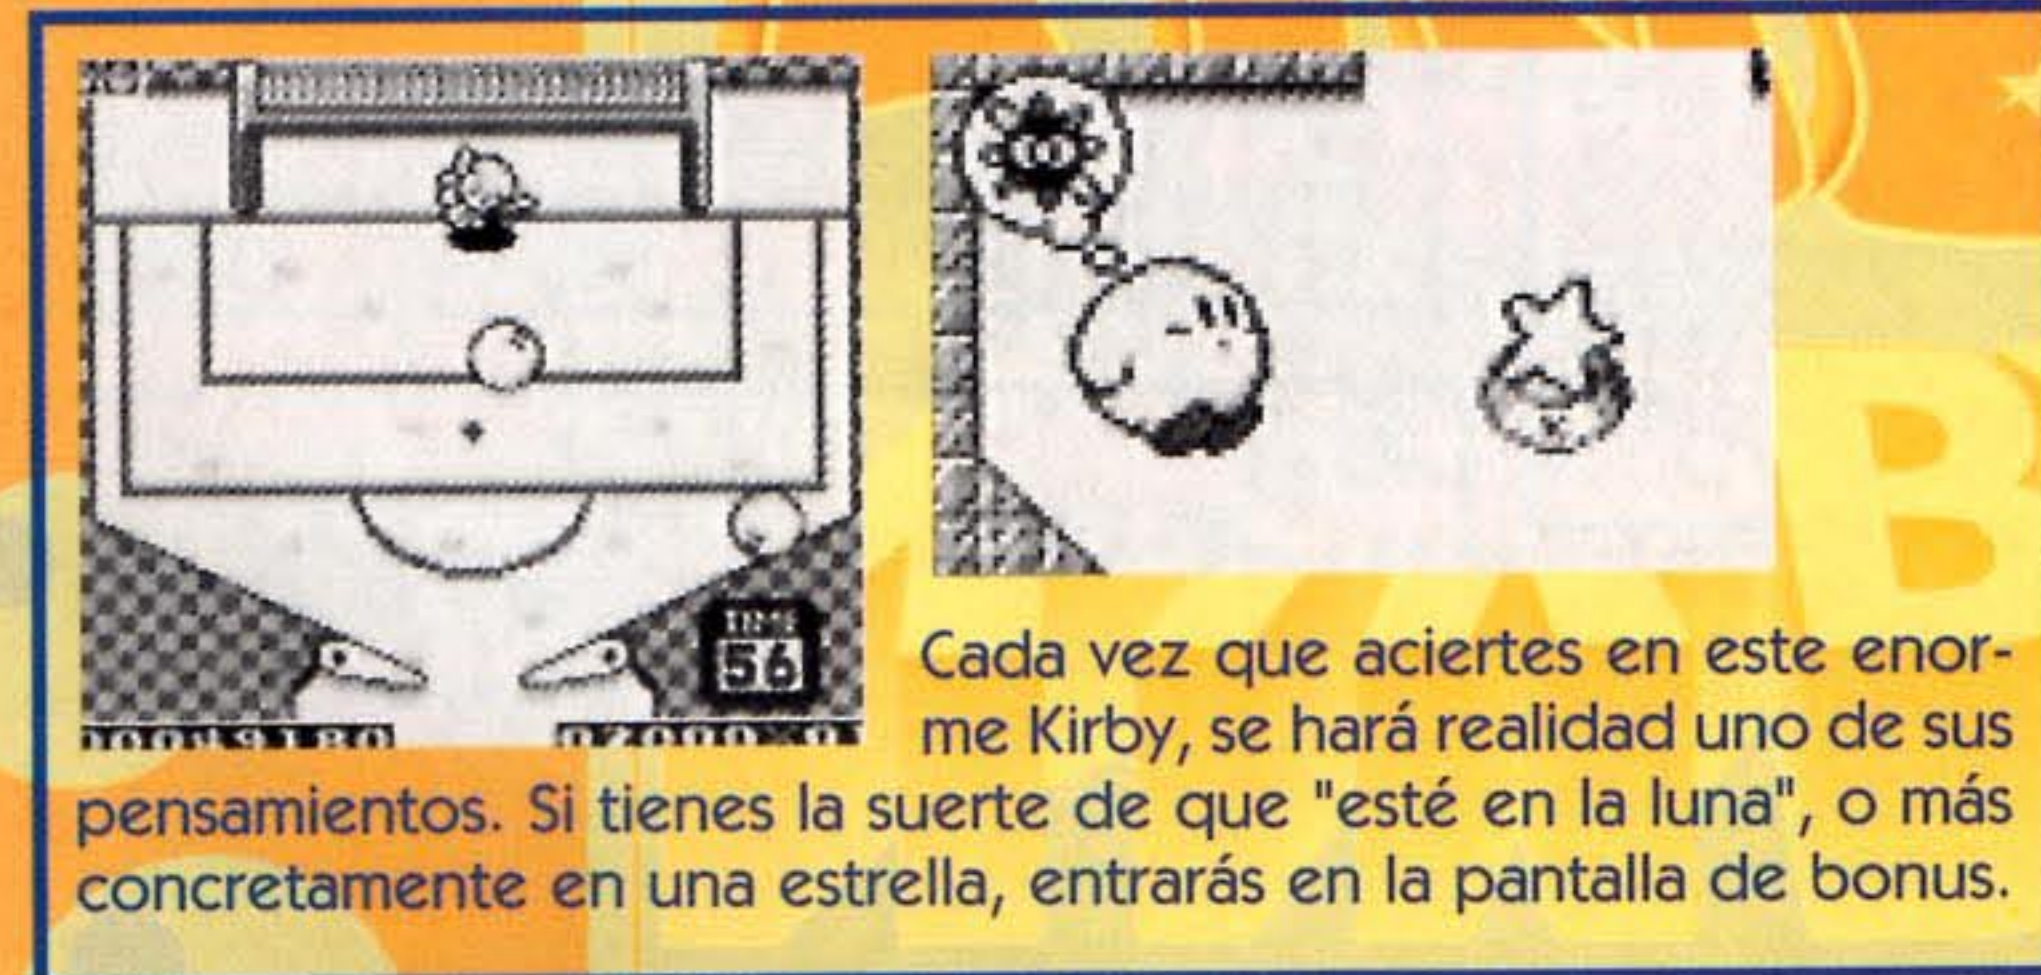 TIME
56
Cada vez que aciertes en este enor-
me Kirby, se hará realidad uno de sus
pensamientos. Si tienes la suerte de que "esté en la luna", o más
concretamente en una estrella, entrarás en la pantalla de bonus.
B